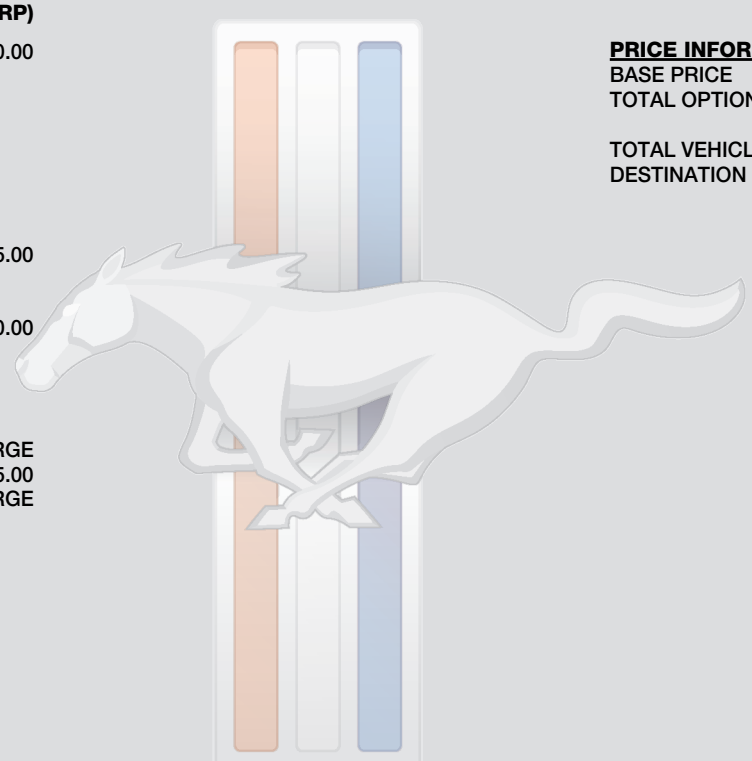 RP)
0.00
5.00
0.00
RGE
5.00
RGE
PRICE INFOR
BASE PRICE
TOTAL OPTION
TOTAL VEHICL
DESTINATION